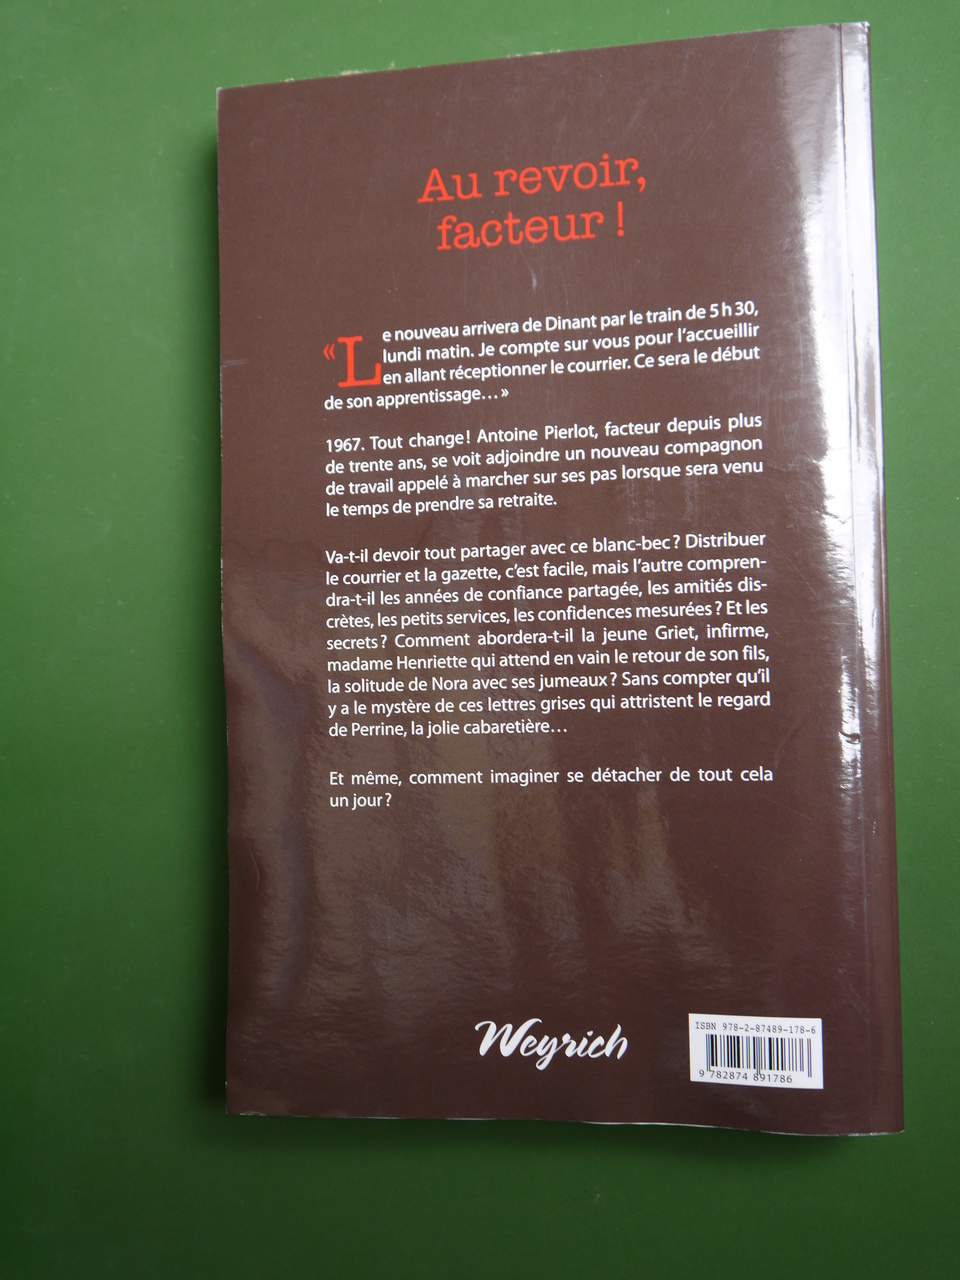 Au revoir,
facteur !
« Le nouveau arrivera de Dinant par le train de 5 h 30,
lundi matin. Je compte sur vous pour l'accueillir
en allant réceptionner le courrier. Ce sera le début
de son apprentissage... »
1967. Tout change ! Antoine Pierlot, facteur depuis plus
de trente ans, se voit adjoindre un nouveau compagnon
de travail appelé à marcher sur ses pas lorsque sera venu
le temps de prendre sa retraite.
Va-t-il devoir tout partager avec ce blanc-bec ? Distribuer
le courrier et la gazette, c'est facile, mais l'autre compren-
dra-t-il les années de confiance partagée, les amitiés dis-
crètes, les petits services, les confidences mesurées ? Et les
secrets ? Comment abordera-t-il la jeune Griet, infirme,
madame Henriette qui attend en vain le retour de son fils,
la solitude de Nora avec ses jumeaux ? Sans compter qu'il
y a le mystère de ces lettres grises qui attristent le regard
de Perrine, la jolie cabaretière...
Et même, comment imaginer se détacher de tout cela
un jour ?
Weyrich
ISBN 978-2-87489-178-6
9 782874 891786